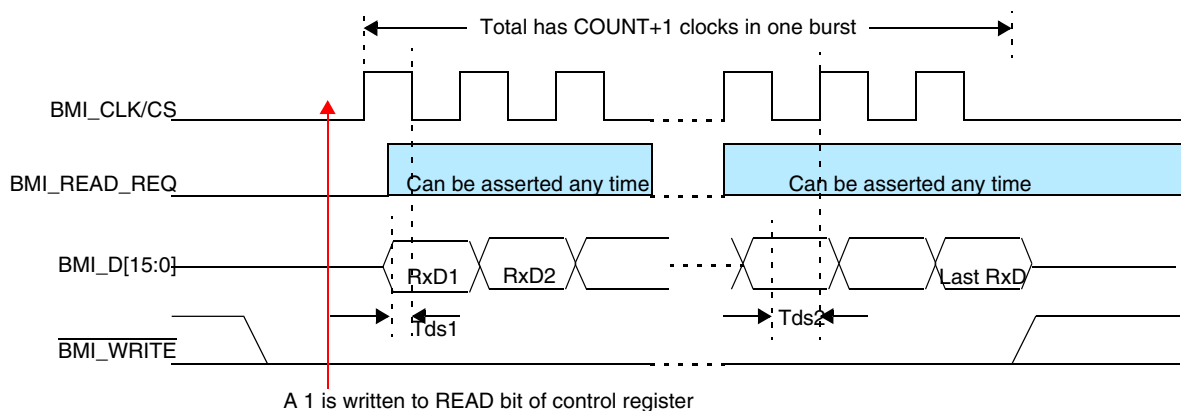 Total has COUNT+1 clocks in one burst
BMI_CLK/CS
BMI_READ_REQ
Can be asserted any time
Can be asserted any time
BMI_D[15:0]
RxD1
RxD2
Last RxD
Tds1
Tds2
BMI_WRITE
A 1 is written to READ bit of control register